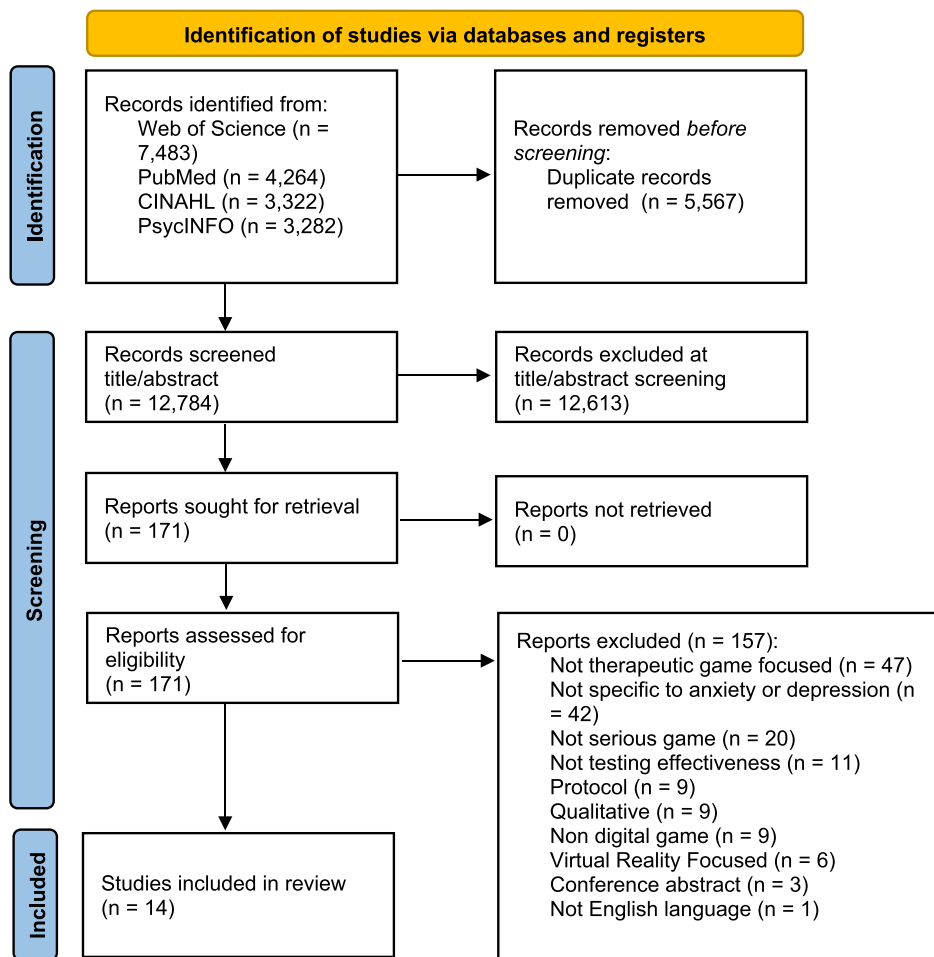 Identification of studies via databases and registers
Identification
Records identified from:
Web of Science (n =
7,483)
PubMed (n = 4,264)
CINAHL (n = 3,322)
PsycINFO (n = 3,282)
Records removed before
screening:
Duplicate records
removed (n = 5,567)
Screening
Records screened
title/abstract
(n = 12,784)
Records excluded at
title/abstract screening
(n = 12,613)
Reports sought for retrieval
(n = 171)
Reports not retrieved
(n = 0)
Reports assessed for
eligibility
(n = 171)
Reports excluded (n = 157):
Not therapeutic game focused (n = 47)
Not specific to anxiety or depression (n
= 42)
Not serious game (n = 20)
Not testing effectiveness (n = 11)
Protocol (n = 9)
Qualitative (n = 9)
Non digital game (n = 9)
Virtual Reality Focused (n = 6)
Conference abstract (n = 3)
Not English language (n = 1)
Included
Studies included in review
(n = 14)